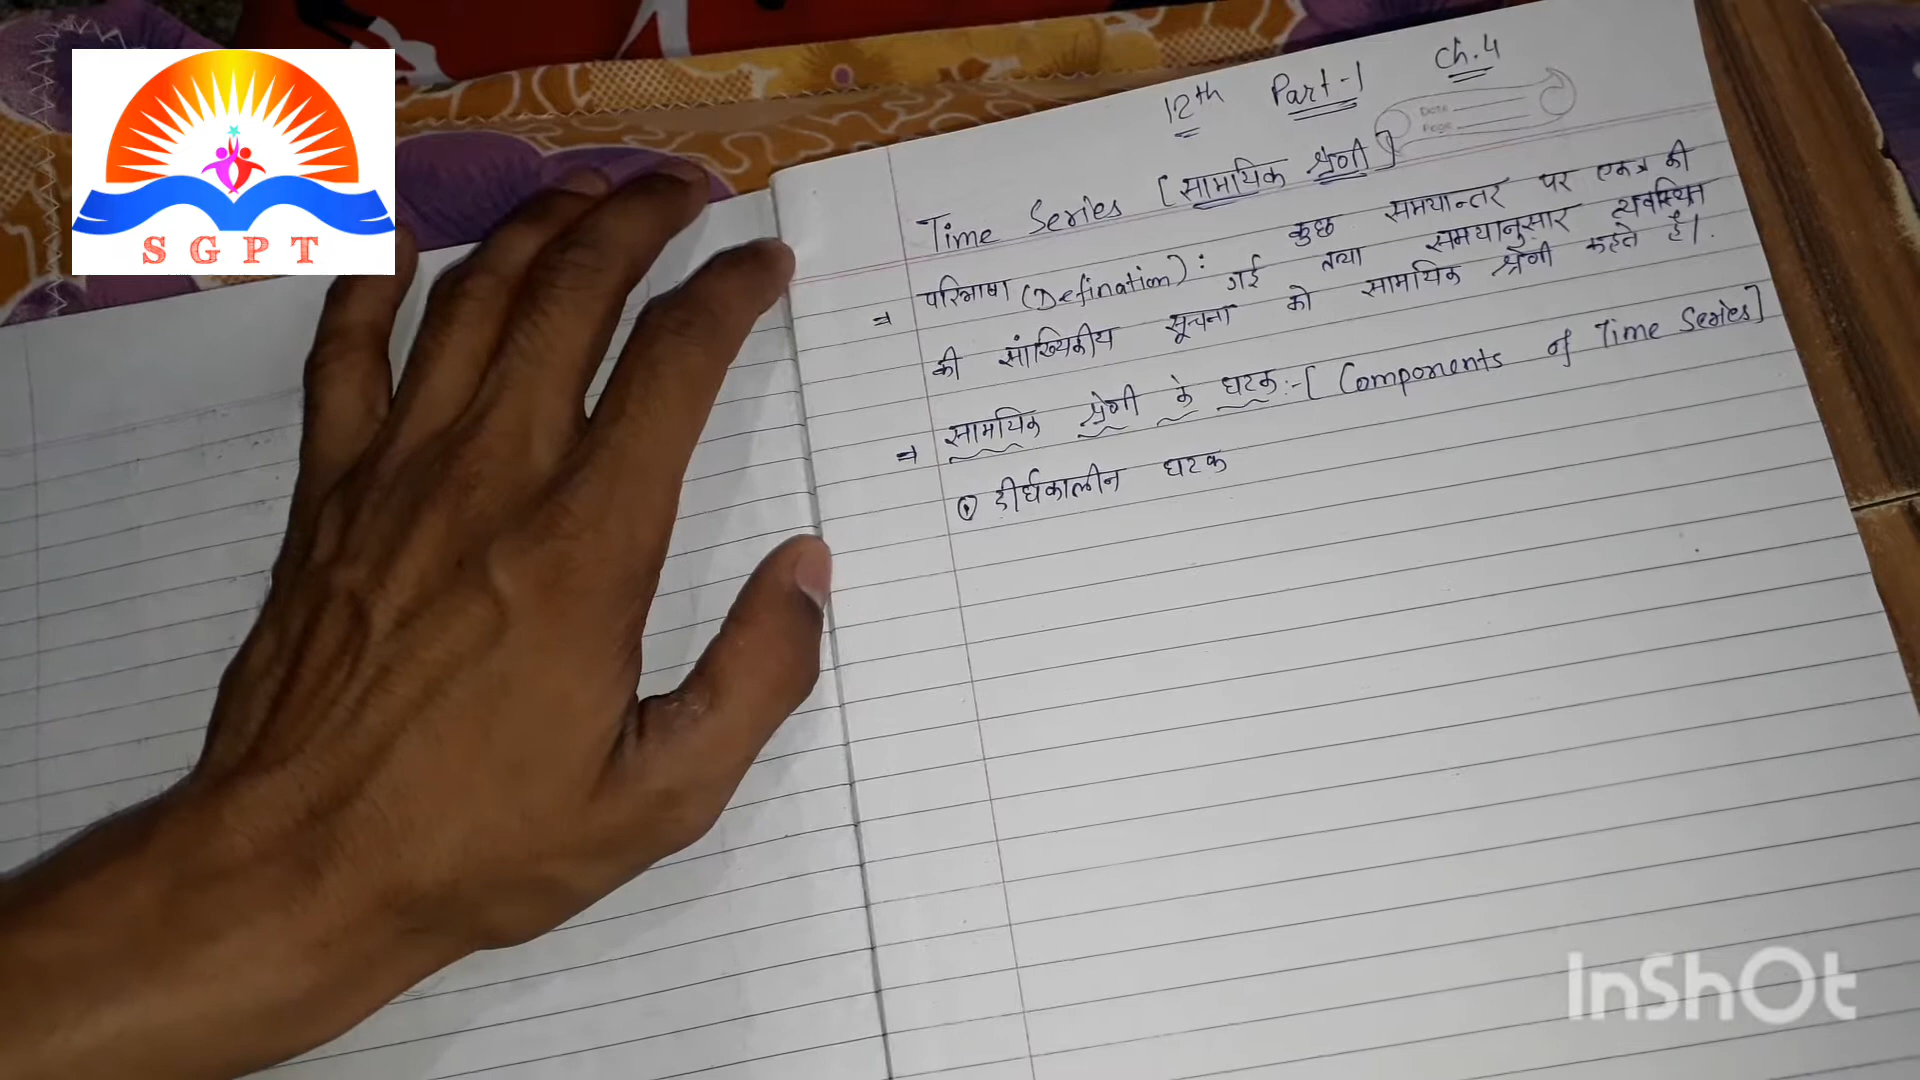 SGPT
12th Part-1 Ch.4
Date
Page
Time Series [सामयिक श्रेणी]
⇒ परिभाषा (Defination): कुछ समयान्तर पर एकत्र की
गई तथा समयानुसार व्यवस्थित
की सांख्यिकीय सूचना को सामयिक श्रेणी कहते है।.
⇒ सामयिक श्रेणी के घटक:-[Components of Time Series]
① दीर्घकालीन घटक
InShOt